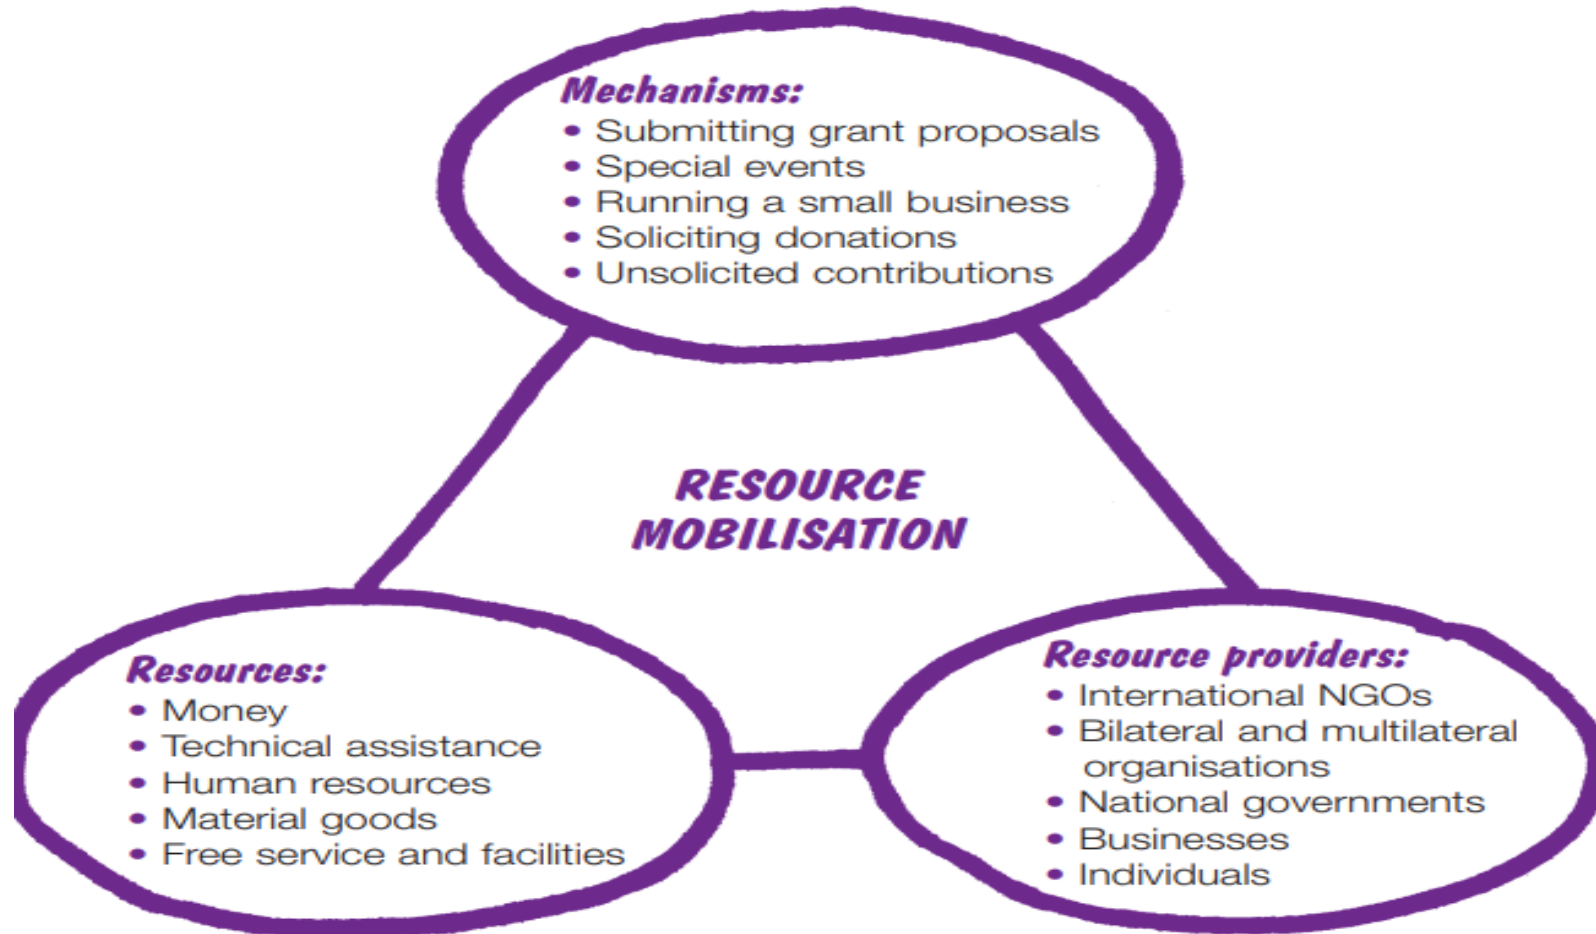 Mechanisms:
• Submitting grant proposals
• Special events
• Running a small business
• Soliciting donations
• Unsolicited contributions
RESOURCE
MOBILISATION
Resources:
• Money
• Technical assistance
• Human resources
• Material goods
• Free service and facilities
Resource providers:
• International NGOs
• Bilateral and multilateral
organisations
• National governments
• Businesses
• Individuals